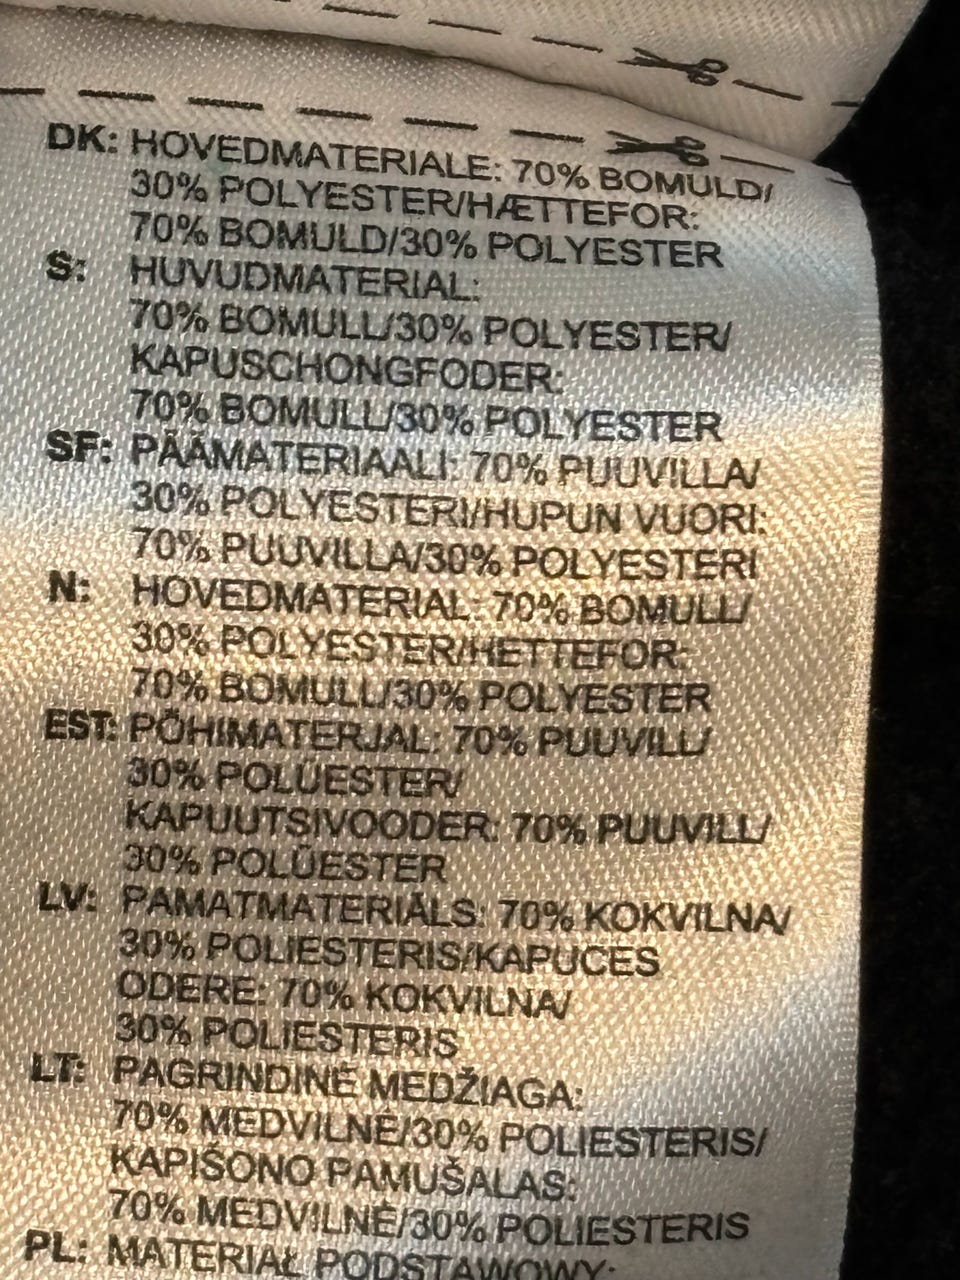 DK: HOVEDMATERIALE: 70% BOMULD/
30% POLYESTER/HÆTTEFOR:
70% BOMULD/30% POLYESTER
S: HUVUDMATERIAL:
70% BOMULL/30% POLYESTER/
KAPUSCHONGFODER:
70% BOMULL/30% POLYESTER
SF: PÄÄMATERIAALI: 70% PUUVILLA/
30% POLYESTERI/HUPUN VUORI:
70% PUUVILLA/30% POLYESTERI
N: HOVEDMATERIAL: 70% BOMULL/
30% POLYESTER/HETTEFOR:
70% BOMULL/30% POLYESTER
EST: PÕHIMATERJAL: 70% PUUVILL/
30% POLÜESTER/
KAPUUTSIVOODER: 70% PUUVILL/
30% POLÜESTER
LV: PAMATMATERIĀLS: 70% KOKVILNA/
30% POLIESTERIS/KAPUCES
ODERE: 70% KOKVILNA/
30% POLIESTERIS
LT: PAGRINDINĖ MEDŽIAGA:
70% MEDVILNĖ/30% POLIESTERIS/
KAPIŠONO PAMUŠALAS:
70% MEDVILNĖ/30% POLIESTERIS
PL: MATERIAŁ PODSTAWOWY: